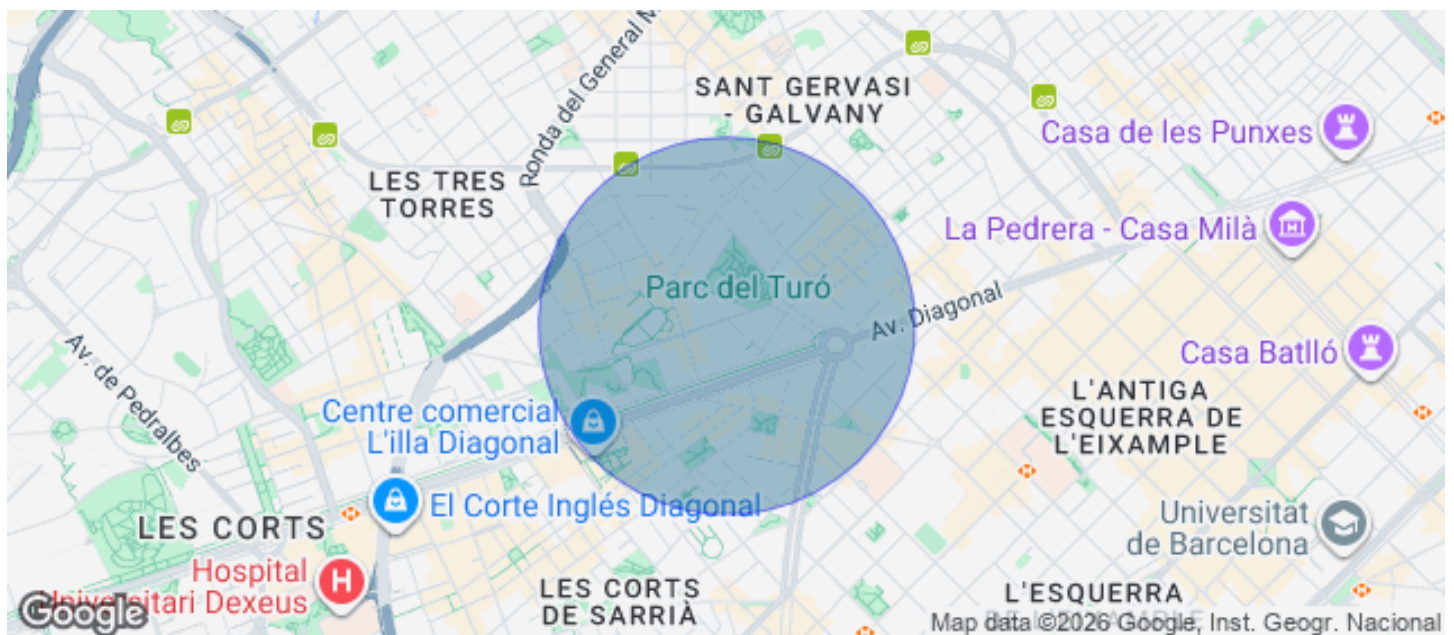 SANT GERVASI
- GALVANY
Ronda del General M
Casa de les Punxes
LES TRES
TORRES
La Pedrera - Casa Milà
Parc del Turó
Av. Diagonal
Av. de Pedralbes
Casa Batlló
L'ANTIGA
ESQUERRA DE
L'EIXAMPLE
Centre comercial
L'illa Diagonal
El Corte Inglés Diagonal
LES CORTS
Universitat
de Barcelona
Hospital
Universitari Dexeus
H
LES CORTS
DE SARRIÀ
L'ESQUERRA
DE L'EIXAMPLE
Google
Map data ©2026 Google, Inst. Geogr. Nacional